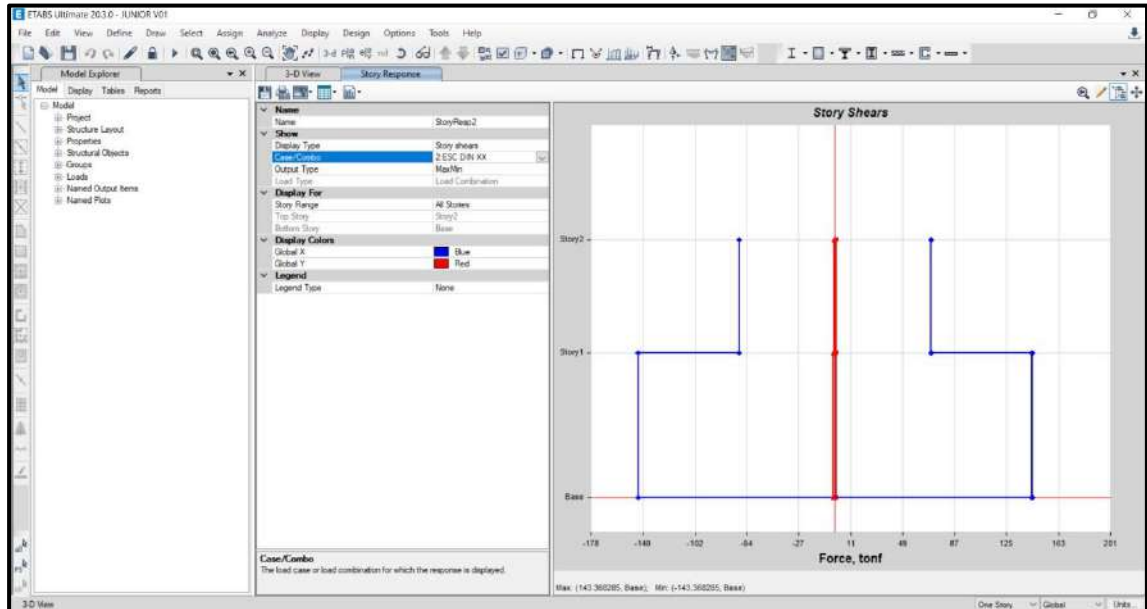 ETABS Ultimate 20.3.0 - JUNIOR V01
File Edit View Define Draw Select Assign Analyze Display Design Options Tools Help
Model Explorer
3-D View
Story Response
Model Display Tables Reports
Model
Project
Structure Layout
Properties
Structural Objects
Groups
Loads
Named Output Items
Named Plots
Name
Name StoryResp2
Show
Display Type Story shears
Case/Combo 2.ESC DIN XX
Output Type MaxMin
Load Type Load Combination
Display For
Story Range All Stories
Top Story Story2
Bottom Story Base
Display Colors
Global X Blue
Global Y Red
Legend
Legend Type None
Case/Combo
The load case or load combination for which the response is displayed.
Story Shears
Story2
Story1
Base
-178 -140 -102 -64 -27 11 49 87 125 163 201
Force, tonf
Max: (143.368285, Base); Min: (-143.368285, Base)
3-D View
One Story Global Units...